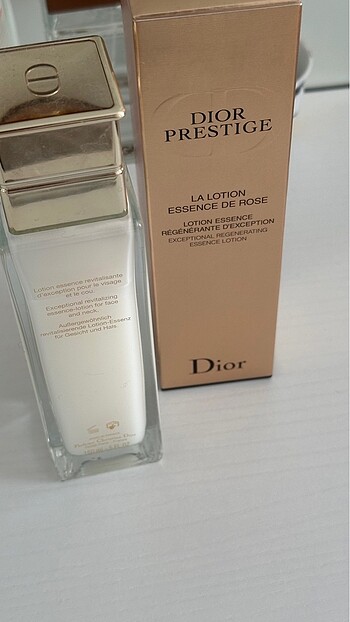 Lotion essence revitalisante
d'exception pour le visage
et le cou.
Exceptional revitalizing
essence-lotion for face
and neck.
Außergewöhnlich
revitalisierende Lotion-Essenz
für Gesicht und Hals.
DIOR
PRESTIGE
LA LOTION
ESSENCE DE ROSE
LOTION ESSENCE
RÉGÉNÉRANTE D'EXCEPTION
EXCEPTIONAL REGENERATING
ESSENCE LOTION
Dior